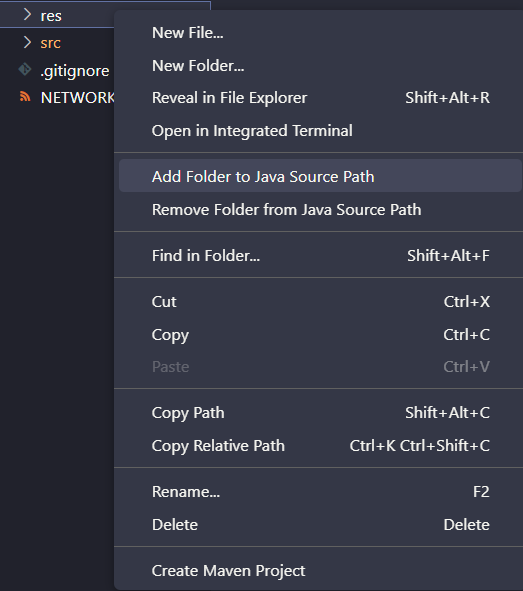 res
src
.gitignore
NETWORK
New File...
New Folder...
Reveal in File Explorer Shift+Alt+R
Open in Integrated Terminal
Add Folder to Java Source Path
Remove Folder from Java Source Path
Find in Folder... Shift+Alt+F
Cut Ctrl+X
Copy Ctrl+C
Paste Ctrl+V
Copy Path Shift+Alt+C
Copy Relative Path Ctrl+K Ctrl+Shift+C
Rename... F2
Delete Delete
Create Maven Project